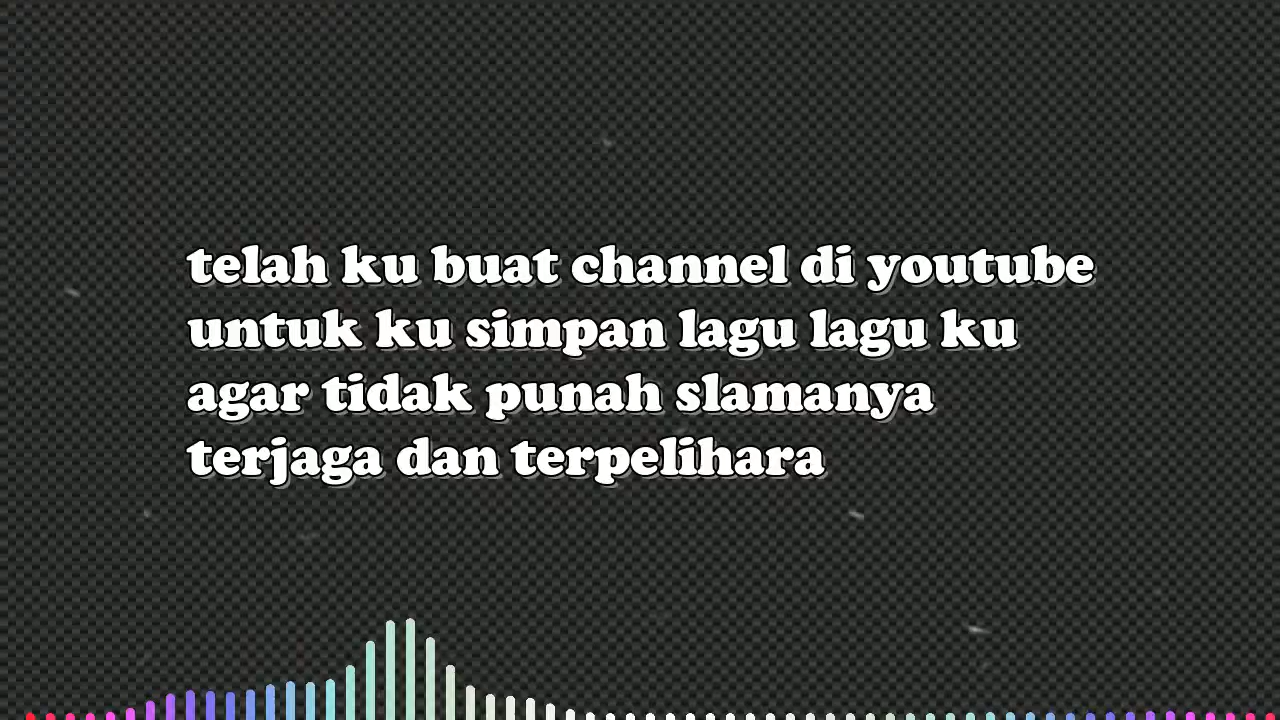 telah ku buat channel di youtube
untuk ku simpan lagu lagu ku
agar tidak punah slamanya
terjaga dan terpelihara